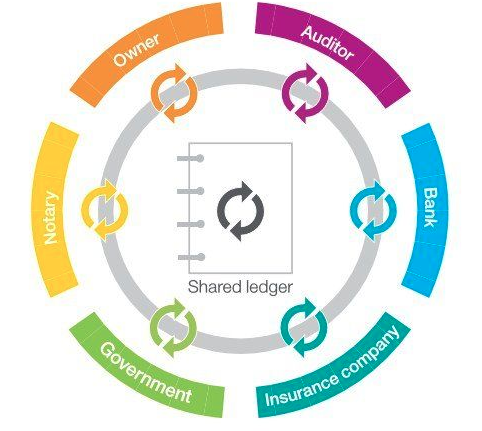 Owner
Auditor
Notary
Bank
Shared ledger
Government
Insurance company